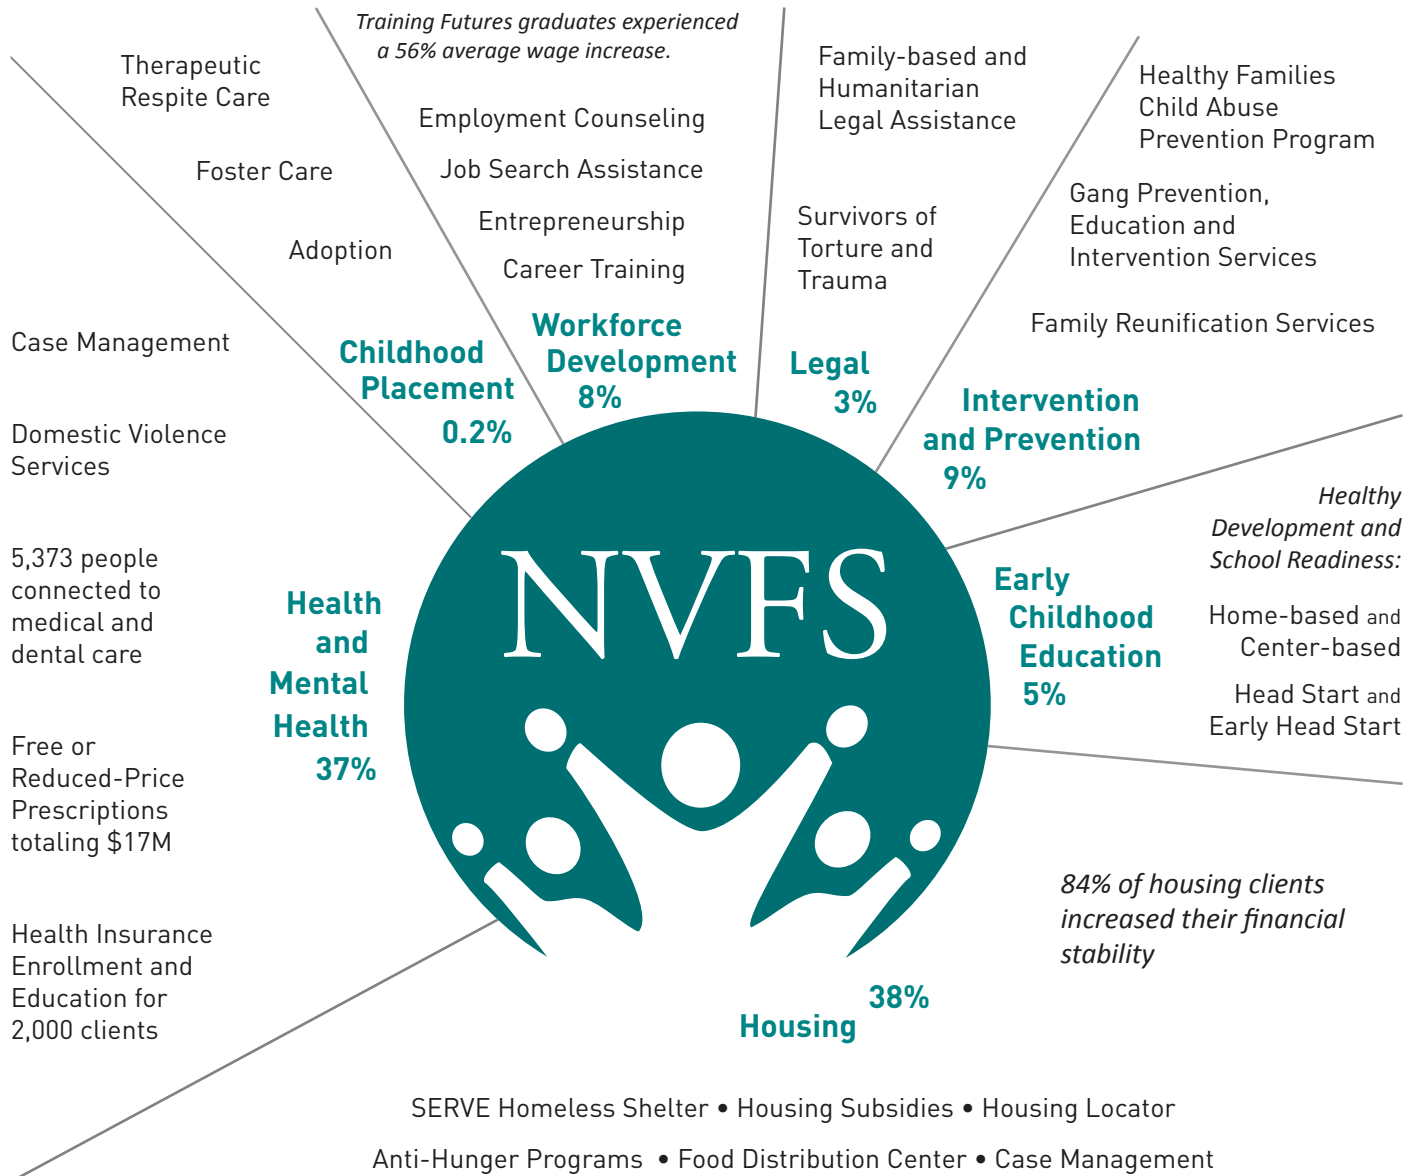 Training Futures graduates experienced
a 56% average wage increase.
Therapeutic
Respite Care
Foster Care
Adoption
Childhood
Placement
0.2%
Employment Counseling
Job Search Assistance
Entrepreneurship
Career Training
Workforce
Development
8%
Family-based and
Humanitarian
Legal Assistance
Survivors of
Torture and
Trauma
Legal
3%
Healthy Families
Child Abuse
Prevention Program
Gang Prevention,
Education and
Intervention Services
Family Reunification Services
Intervention
and Prevention
9%
Healthy
Development and
School Readiness:
Home-based and
Center-based
Head Start and
Early Head Start
Early
Childhood
Education
5%
Case Management
Domestic Violence
Services
5,373 people
connected to
medical and
dental care
Free or
Reduced-Price
Prescriptions
totaling $17M
Health Insurance
Enrollment and
Education for
2,000 clients
Health
and
Mental
Health
37%
NVFS
84% of housing clients
increased their financial
stability
38%
Housing
SERVE Homeless Shelter • Housing Subsidies • Housing Locator
Anti-Hunger Programs • Food Distribution Center • Case Management